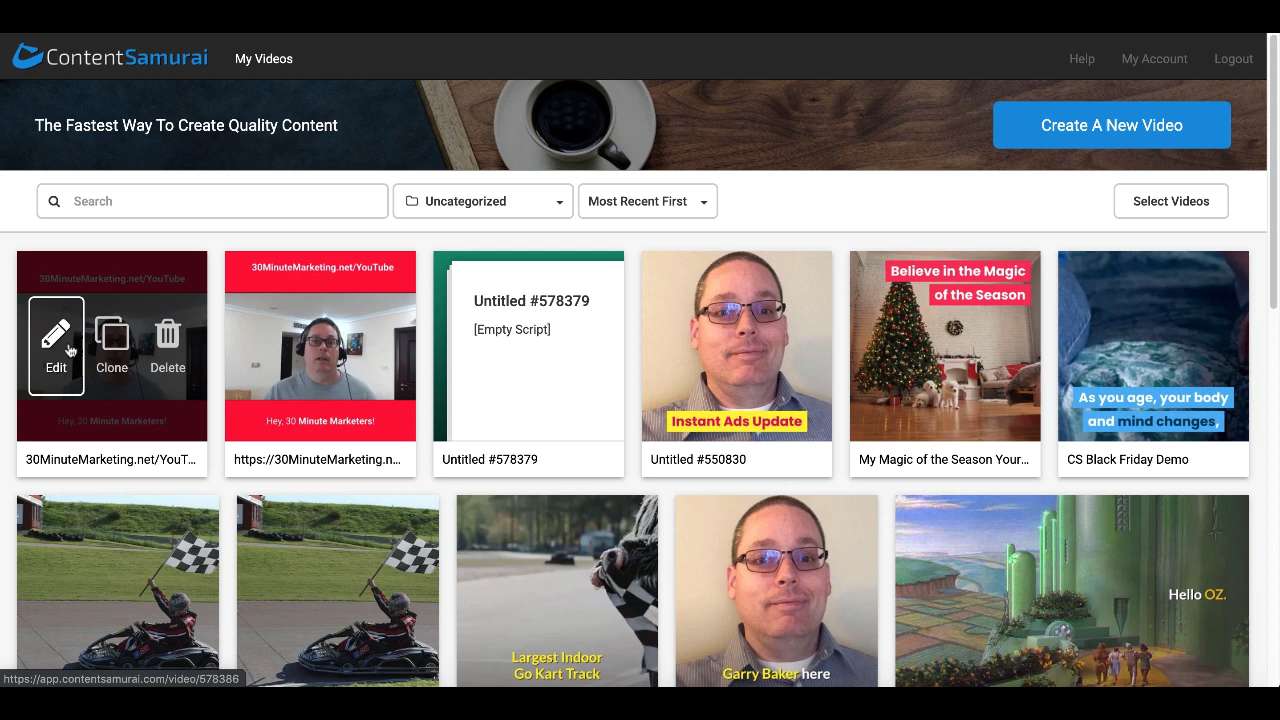 ContentSamurai
My Videos
Help
My Account
Logout
The Fastest Way To Create Quality Content
Create A New Video
Search
Uncategorized
Most Recent First
Select Videos
30MinuteMarketing.net/YouTube
Edit
Clone
Delete
Hey, 30 Minute Marketers!
30MinuteMarketing.net/YouT...
30MinuteMarketing.net/YouTube
Hey, 30 Minute Marketers!
https://30MinuteMarketing.n...
Untitled #578379
[Empty Script]
Untitled #578379
Instant Ads Update
Untitled #550830
Believe in the Magic
of the Season
My Magic of the Season Your...
As you age, your body
and mind changes,
CS Black Friday Demo
Largest Indoor
Go Kart Track
Garry Baker here
Hello OZ.
https://app.contentsamurai.com/video/578386